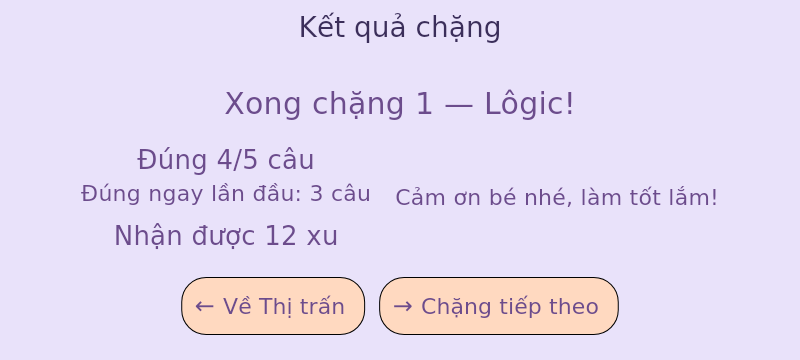 Kết quả chặng
Xong chặng 1 — Lôgic!
Đúng 4/5 câu
Đúng ngay lần đầu: 3 câu
Nhận được 12 xu
Cảm ơn bé nhé, làm tốt lắm!
← Về Thị trấn
→ Chặng tiếp theo